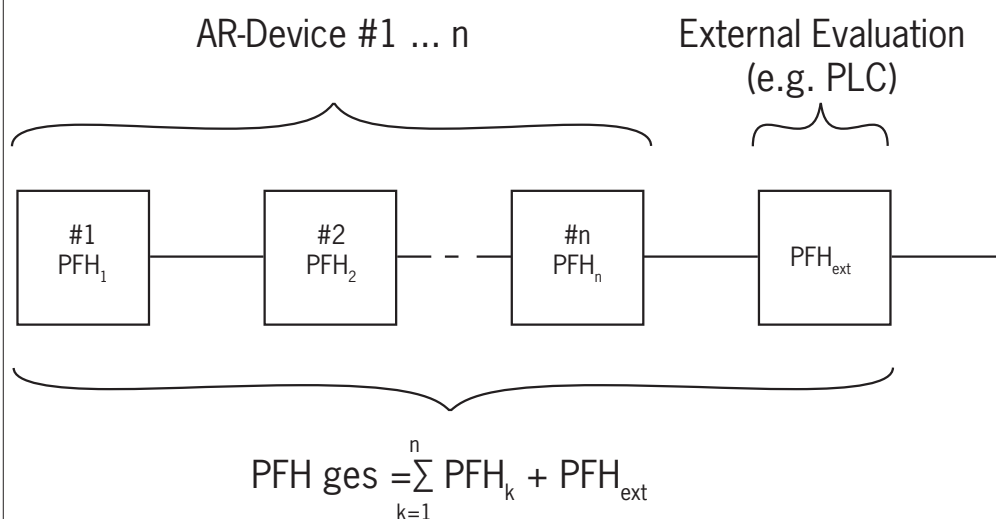 AR-Device #1 ... n
External Evaluation
(e.g. PLC)
#1
PFH₁
#2
PFH₂
#n
PFHₙ
PFHₑₓₜ
n
PFH ges =∑ PFHₖ + PFHₑₓₜ
k=1